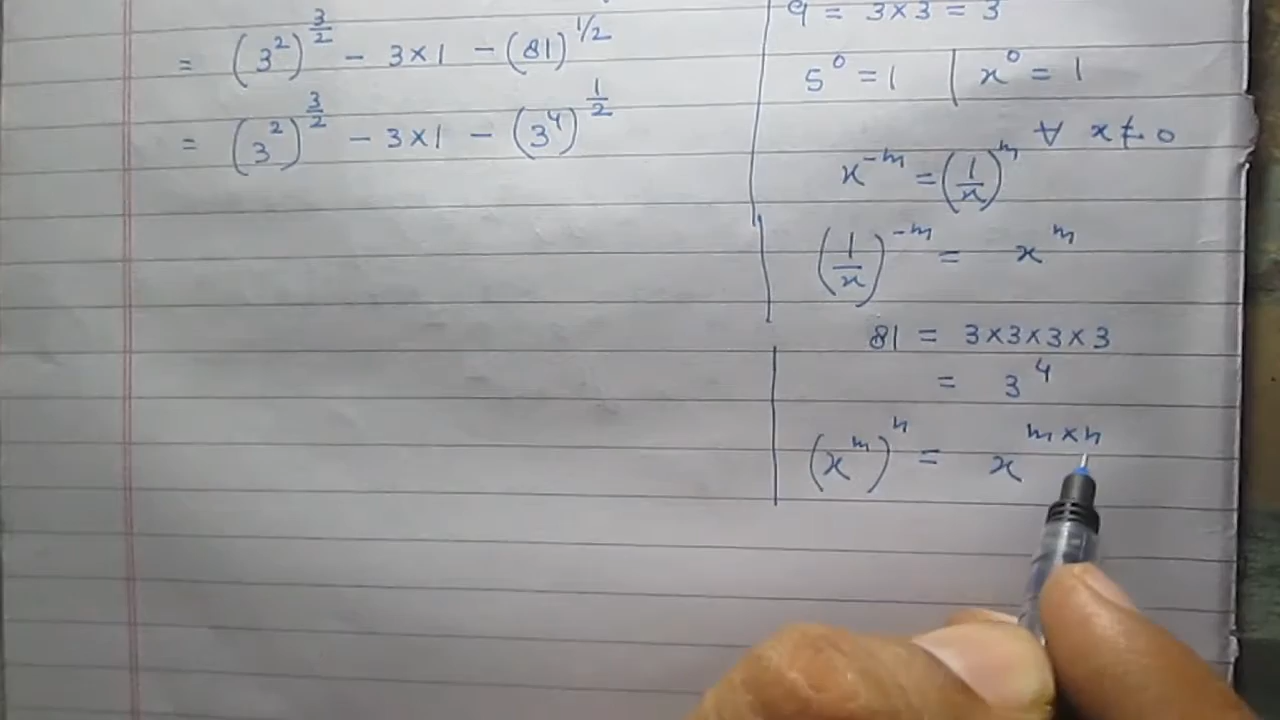 = (3²)^(3/2) − 3×1 − (81)^(1/2)
= (3²)^(3/2) − 3×1 − (3⁴)^(1/2)
9 = 3×3 = 3
5⁰ = 1 | x⁰ = 1
∀ x ≠ 0
x^(−m) = (1/x)^m
(1/x)^(−m) = x^m
81 = 3×3×3×3
= 3⁴
(x^m)^n = x^(m×n)